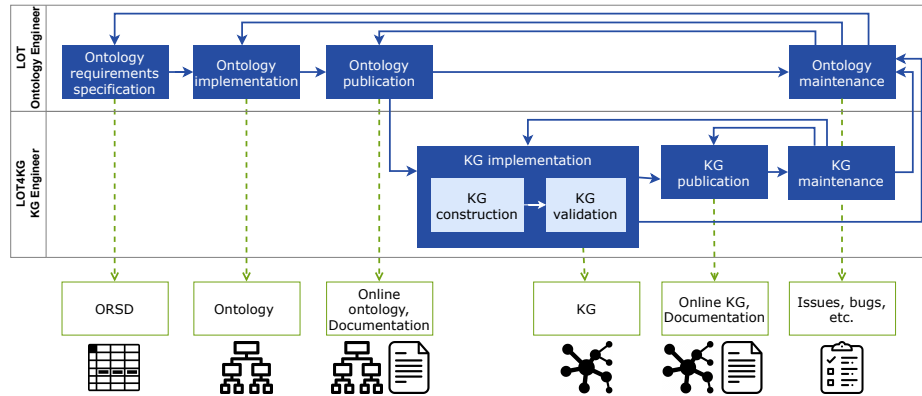 LOT
Ontology Engineer
Ontology
requirements
specification
Ontology
implementation
Ontology
publication
Ontology
maintenance
LOT4KG
KG Engineer
KG implementation
KG
construction
KG
validation
KG
publication
KG
maintenance
ORSD
Ontology
Online
ontology,
Documentation
KG
Online KG,
Documentation
Issues, bugs,
etc.